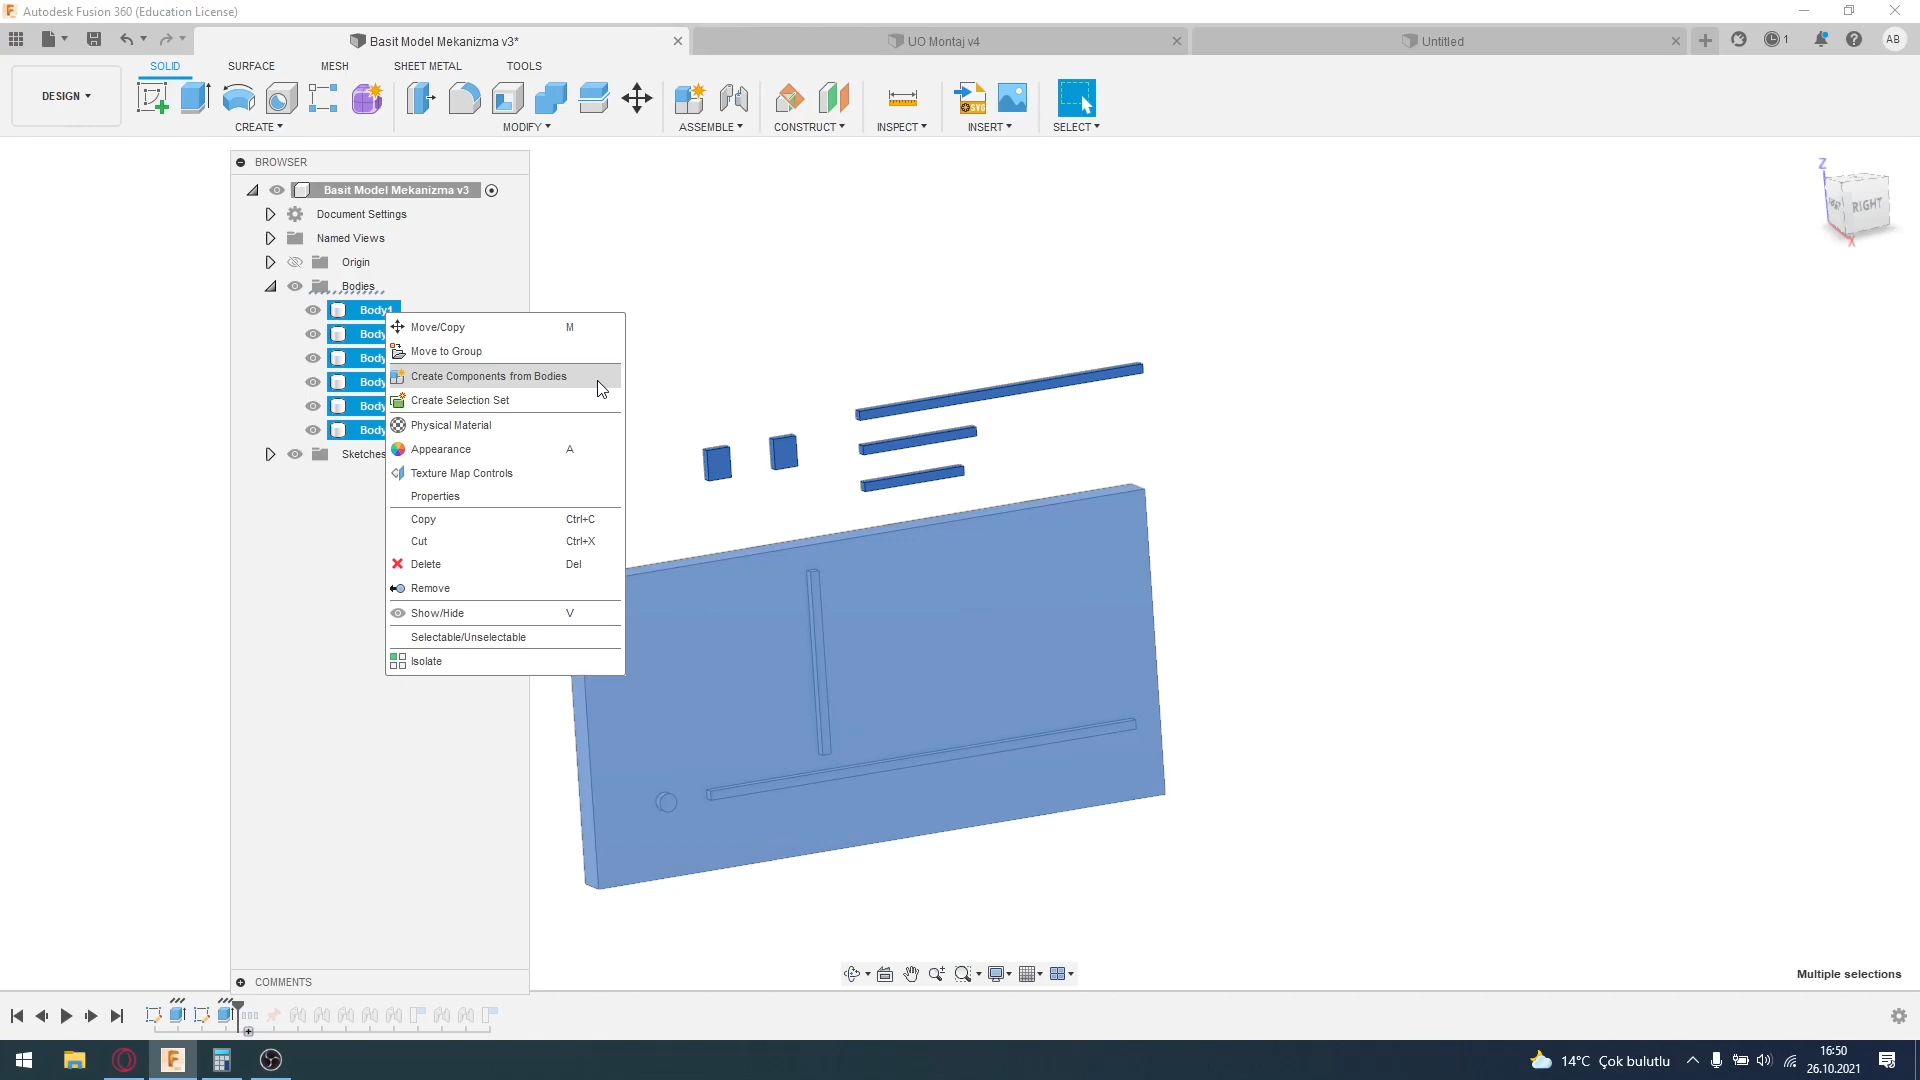 Autodesk Fusion 360 (Education License)
Basit Model Mekanizma v3*
UO Montaj v4
Untitled
1
AB
DESIGN
SOLID
SURFACE
MESH
SHEET METAL
TOOLS
CREATE
MODIFY
ASSEMBLE
CONSTRUCT
INSPECT
SVG
INSERT
SELECT
BROWSER
Basit Model Mekanizma v3
Document Settings
Named Views
Origin
Bodies
Body1
Body
Body
Body
Body
Body
Sketches
Move/Copy M
Move to Group
Create Components from Bodies
Create Selection Set
Physical Material
Appearance A
Texture Map Controls
Properties
Copy Ctrl+C
Cut Ctrl+X
Delete Del
Remove
Show/Hide V
Selectable/Unselectable
Isolate
Z
RIGHT
X
COMMENTS
Multiple selections
14°C Çok bulutlu
16:50
26.10.2021